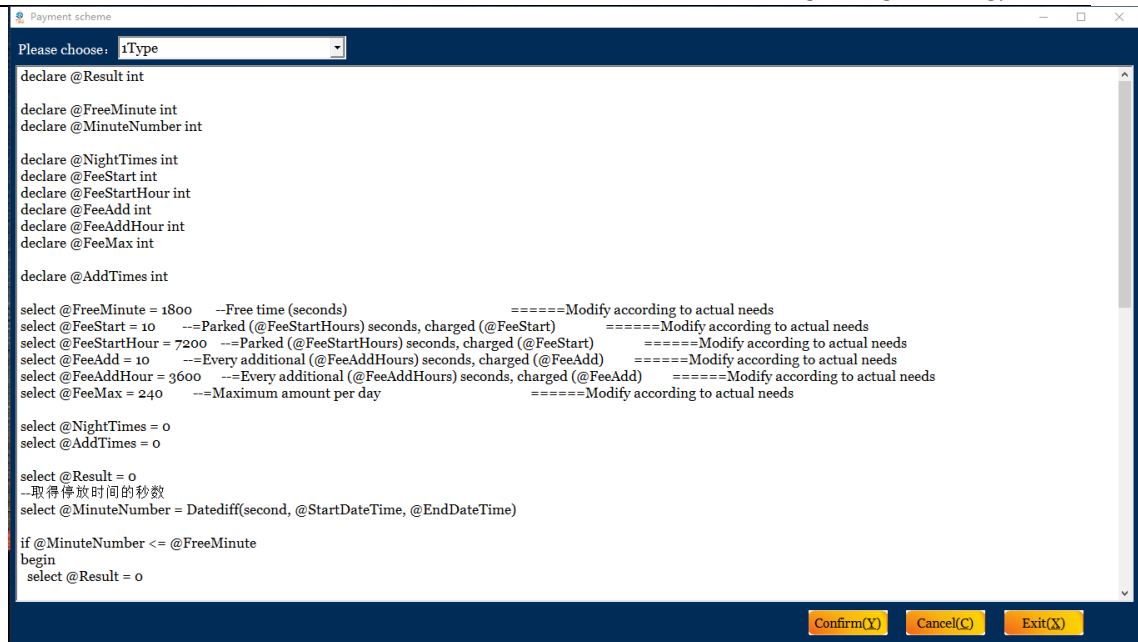 Payment scheme
Please choose: 1Type
declare @Result int
declare @FreeMinute int
declare @MinuteNumber int
declare @NightTimes int
declare @FeeStart int
declare @FeeStartHour int
declare @FeeAdd int
declare @FeeAddHour int
declare @FeeMax int
declare @AddTimes int
select @FreeMinute = 1800 --Free time (seconds) ======Modify according to actual needs
select @FeeStart = 10 --=Parked (@FeeStartHours) seconds, charged (@FeeStart) ======Modify according to actual needs
select @FeeStartHour = 7200 --=Parked (@FeeStartHours) seconds, charged (@FeeStart) ======Modify according to actual needs
select @FeeAdd = 10 --=Every additional (@FeeAddHours) seconds, charged (@FeeAdd) ======Modify according to actual needs
select @FeeAddHour = 3600 --=Every additional (@FeeAddHours) seconds, charged (@FeeAdd) ======Modify according to actual needs
select @FeeMax = 240 --=Maximum amount per day ======Modify according to actual needs
select @NightTimes = 0
select @AddTimes = 0
select @Result = 0
--取得停放时间的秒数
select @MinuteNumber = Datediff(second, @StartDateTime, @EndDateTime)
if @MinuteNumber <= @FreeMinute
begin
select @Result = 0
Confirm(Y) Cancel(C) Exit(X)